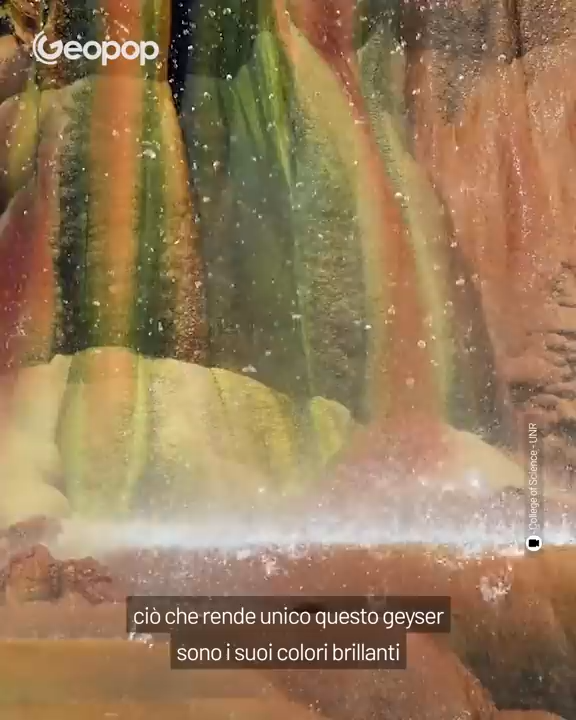 Geopop
College of Science - UNR
ciò che rende unico questo geyser
sono i suoi colori brillanti